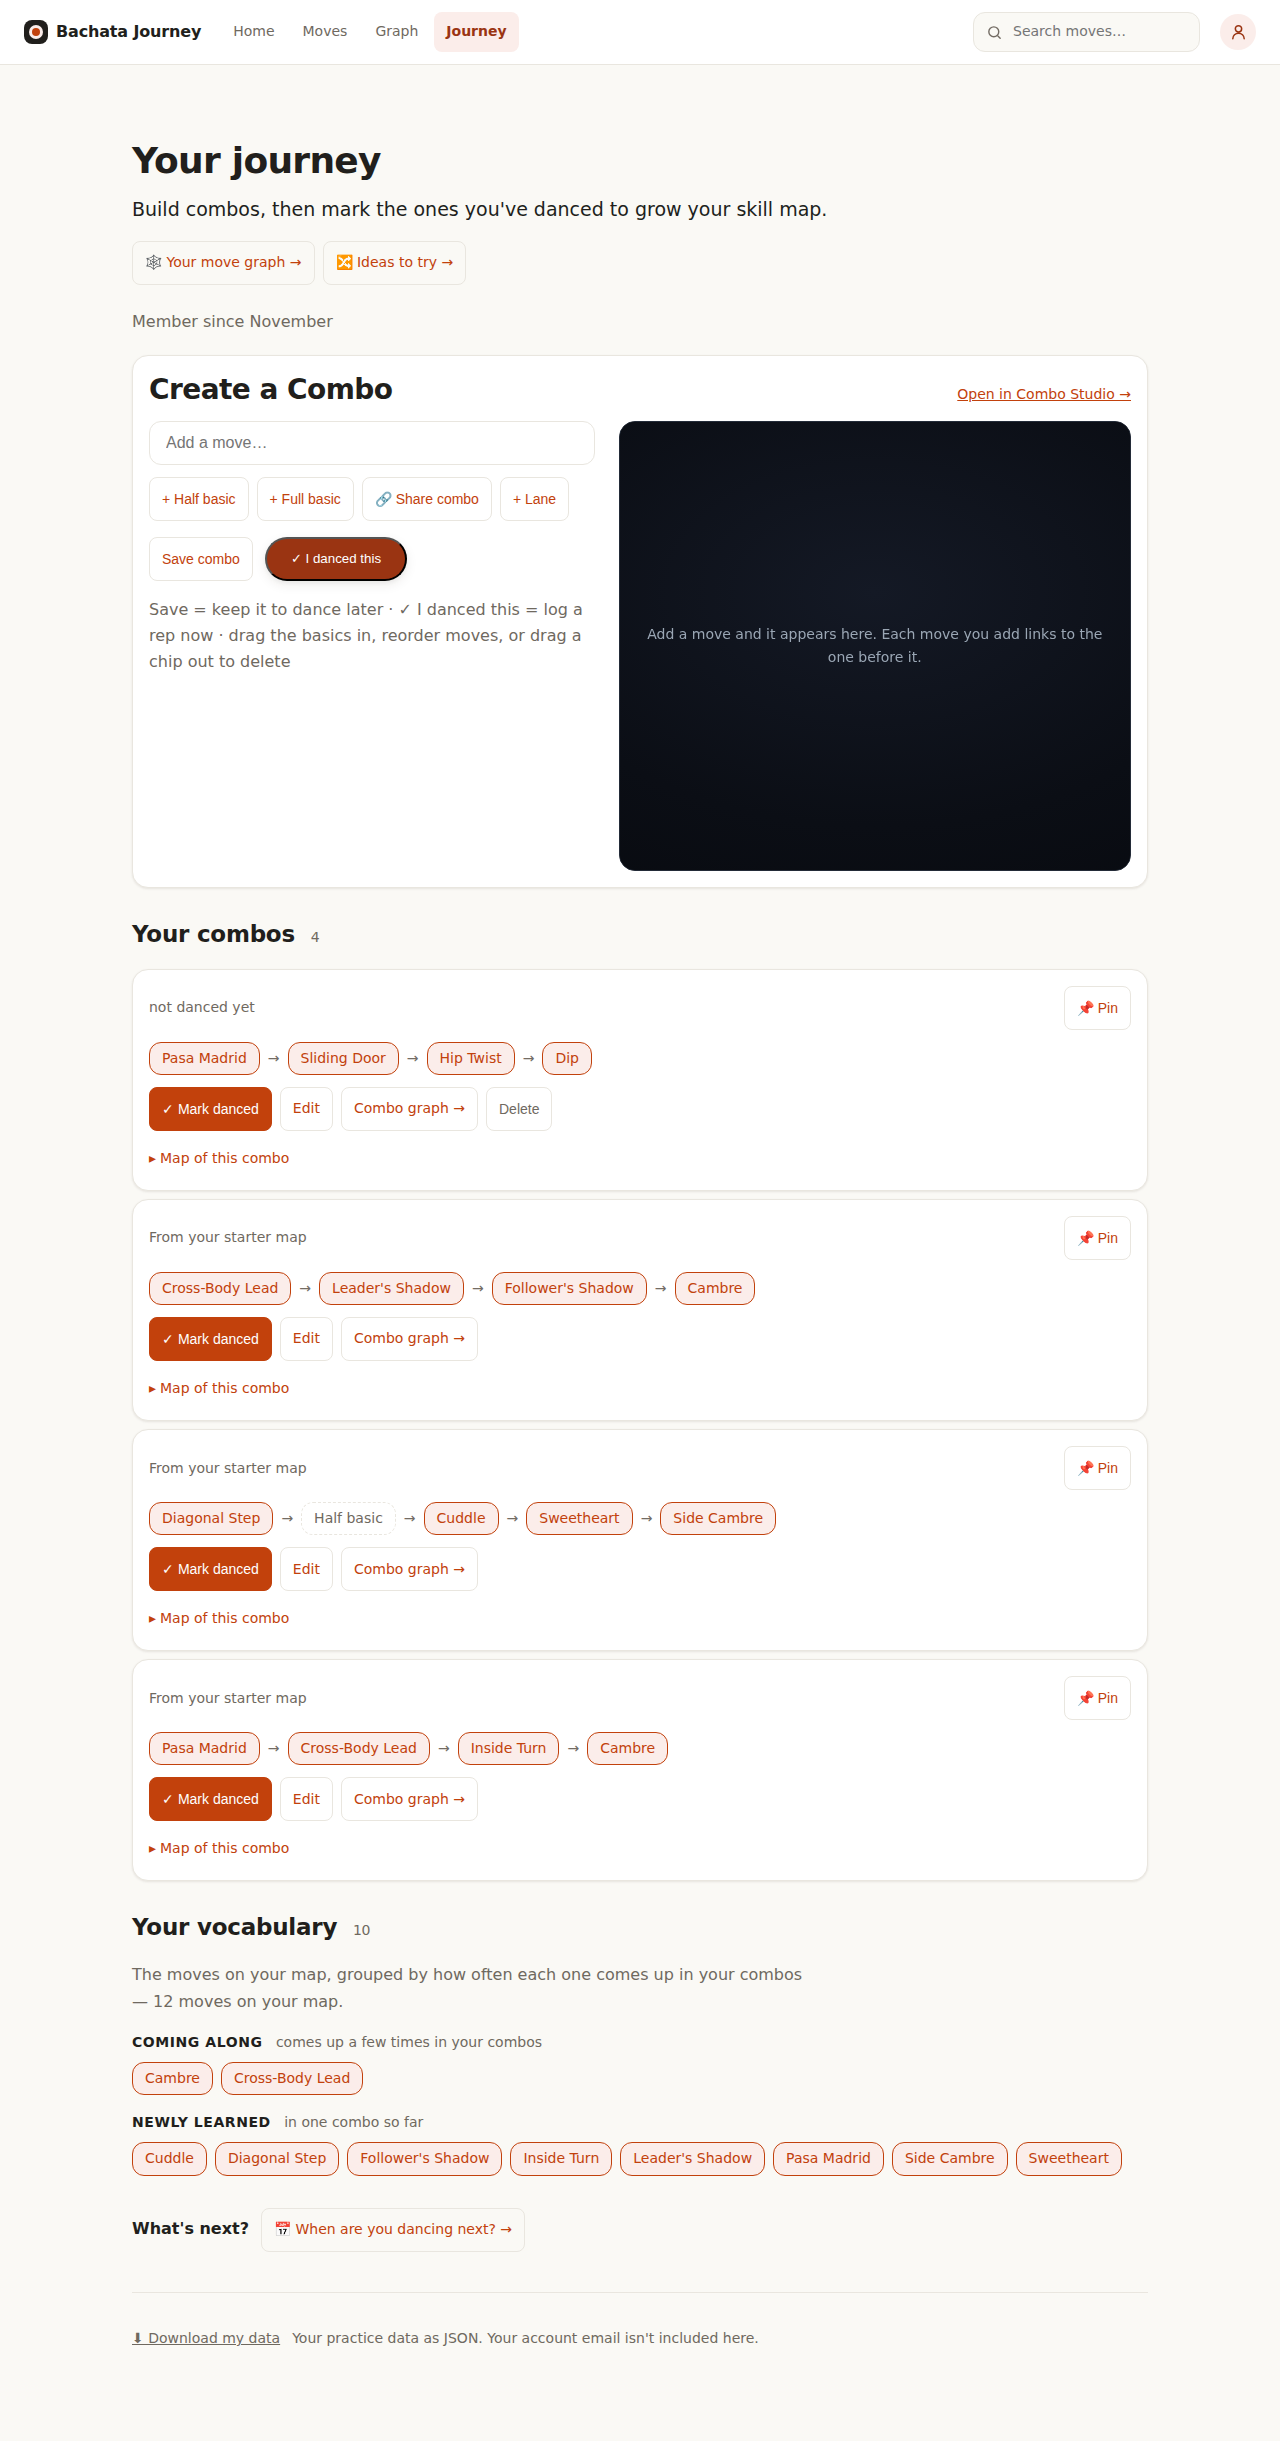 Bachata Journey Home Moves Graph Journey Search moves...
Your journey
Build combos, then mark the ones you've danced to grow your skill map.
🕸 Your move graph → 🔀 Ideas to try →
Member since November
Create a Combo
Open in Combo Studio →
Add a move…
+ Half basic + Full basic 🔗 Share combo + Lane
Save combo ✓ I danced this
Save = keep it to dance later · ✓ I danced this = log a
rep now · drag the basics in, reorder moves, or drag a
chip out to delete
Add a move and it appears here. Each move you add links to the
one before it.
Your combos 4
not danced yet 📌 Pin
Pasa Madrid → Sliding Door → Hip Twist → Dip
✓ Mark danced Edit Combo graph → Delete
▸ Map of this combo
From your starter map 📌 Pin
Cross-Body Lead → Leader's Shadow → Follower's Shadow → Cambre
✓ Mark danced Edit Combo graph →
▸ Map of this combo
From your starter map 📌 Pin
Diagonal Step → Half basic → Cuddle → Sweetheart → Side Cambre
✓ Mark danced Edit Combo graph →
▸ Map of this combo
From your starter map 📌 Pin
Pasa Madrid → Cross-Body Lead → Inside Turn → Cambre
✓ Mark danced Edit Combo graph →
▸ Map of this combo
Your vocabulary 10
The moves on your map, grouped by how often each one comes up in your combos
— 12 moves on your map.
COMING ALONG comes up a few times in your combos
Cambre Cross-Body Lead
NEWLY LEARNED in one combo so far
Cuddle Diagonal Step Follower's Shadow Inside Turn Leader's Shadow Pasa Madrid Side Cambre Sweetheart
What's next? 📅 When are you dancing next? →
⬇ Download my data Your practice data as JSON. Your account email isn't included here.